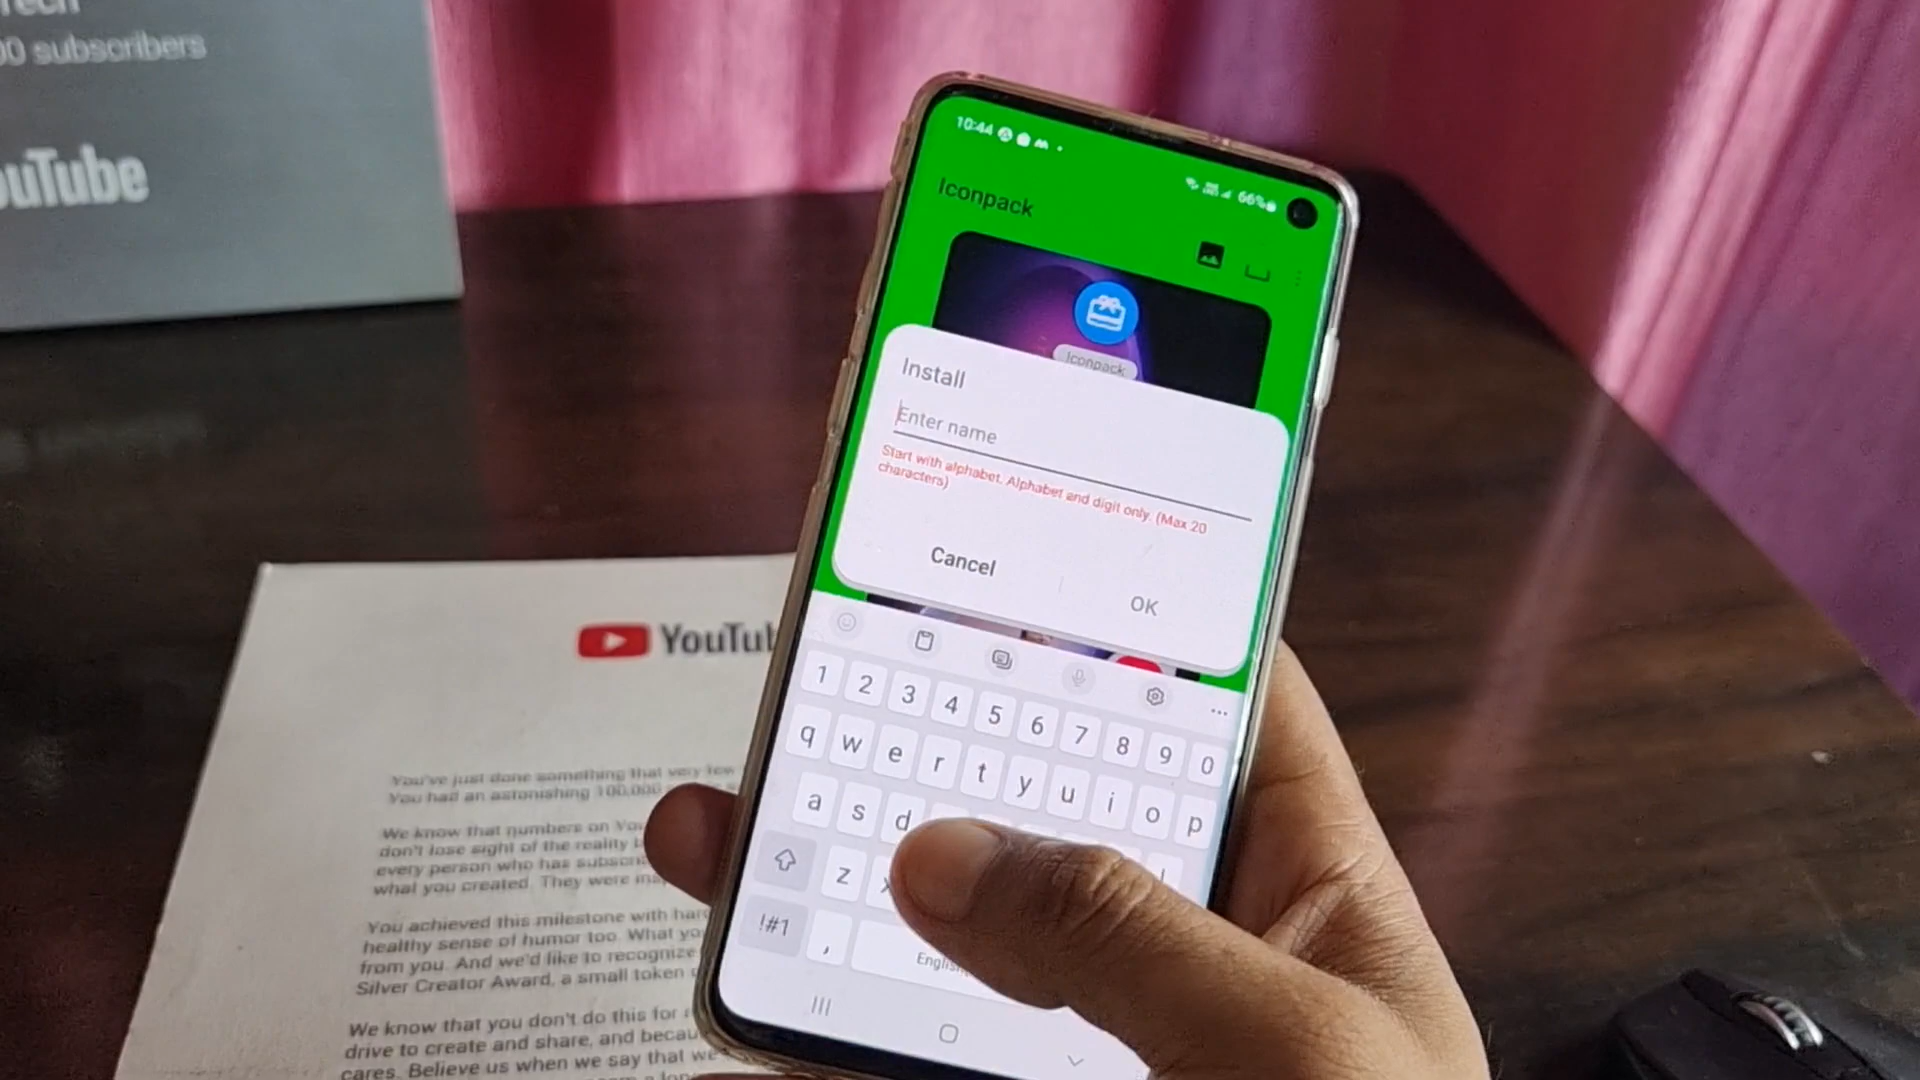 subscribers
ouTube
10:44
66%
Iconpack
Iconpack
Install
Enter name
Start with alphabet. Alphabet and digit only. (Max 20
characters)
Cancel
OK
1 2 3 4 5 6 7 8 9 0
q w e r t y u i o p
a s d
z x
!#1 ,
English
YouTub
You've just done something that very few
You had an astonishing 100,000
We know that numbers on You
don't lose sight of the reality
every person who has subscri
what you created. They were
You achieved this milestone with hard
healthy sense of humor too. What you
from you. And we'd like to recognize
Silver Creator Award, a small token
We know that you don't do this for
drive to create and share, and becau
cares. Believe us when we say that we